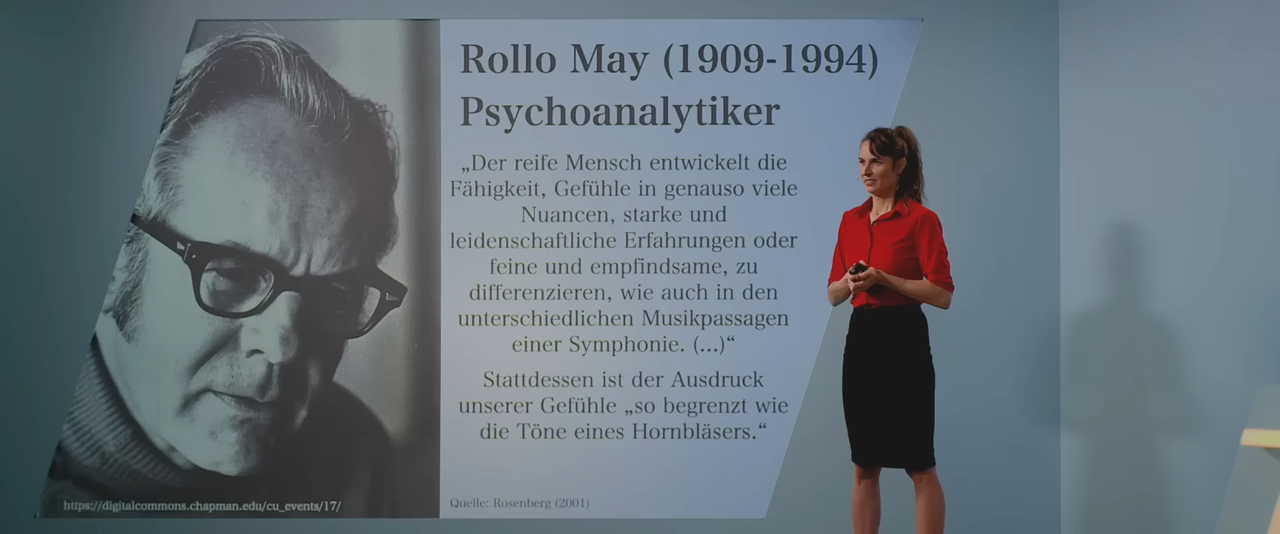 Rollo May (1909-1994)
Psychoanalytiker
„Der reife Mensch entwickelt die
Fähigkeit, Gefühle in genauso viele
Nuancen, starke und
leidenschaftliche Erfahrungen oder
feine und empfindsame, zu
differenzieren, wie auch in den
unterschiedlichen Musikpassagen
einer Symphonie. (...)“
Stattdessen ist der Ausdruck
unserer Gefühle „so begrenzt wie
die Töne eines Hornbläsers.“
https://digitalcommons.chapman.edu/cu_events/17/
Quelle: Rosenberg (2001)